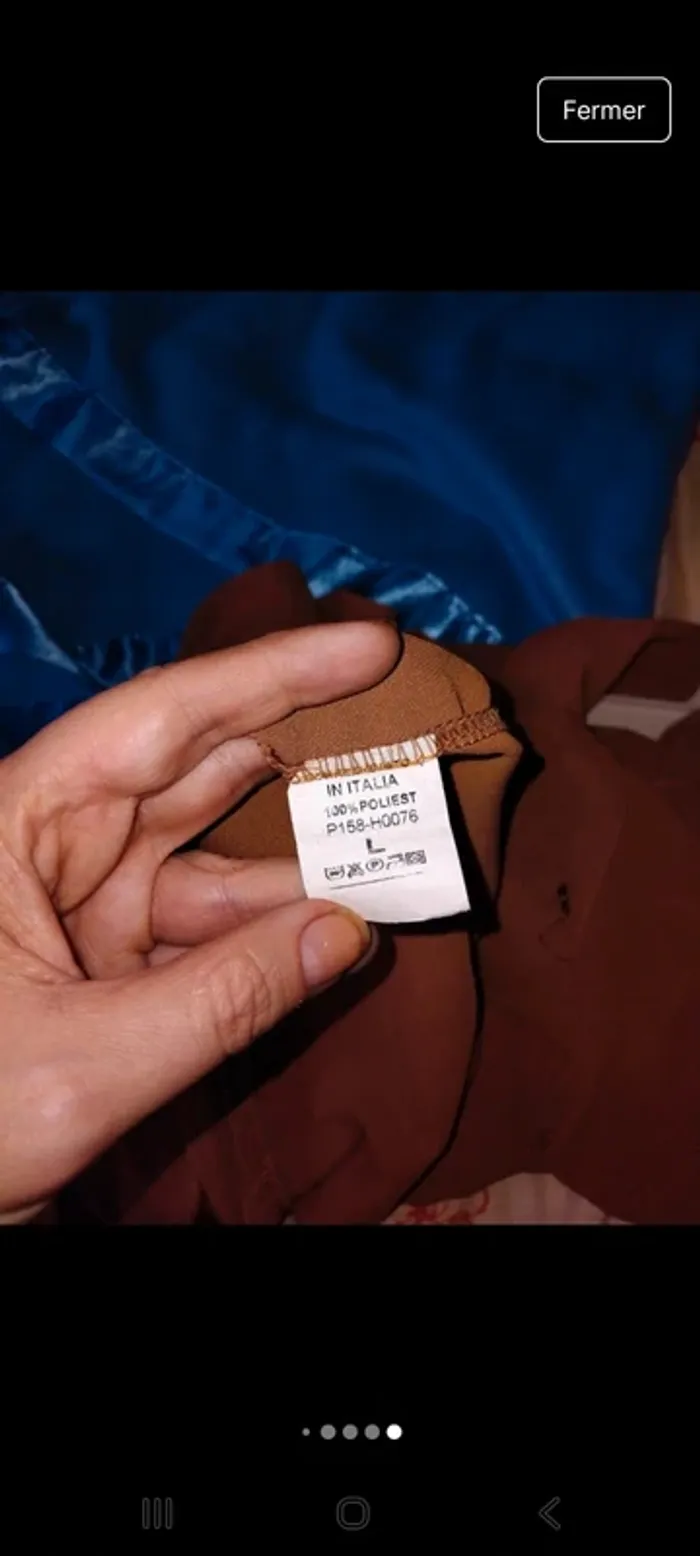 Fermer
IN ITALIA
100% POLIEST
P158-H0076
L